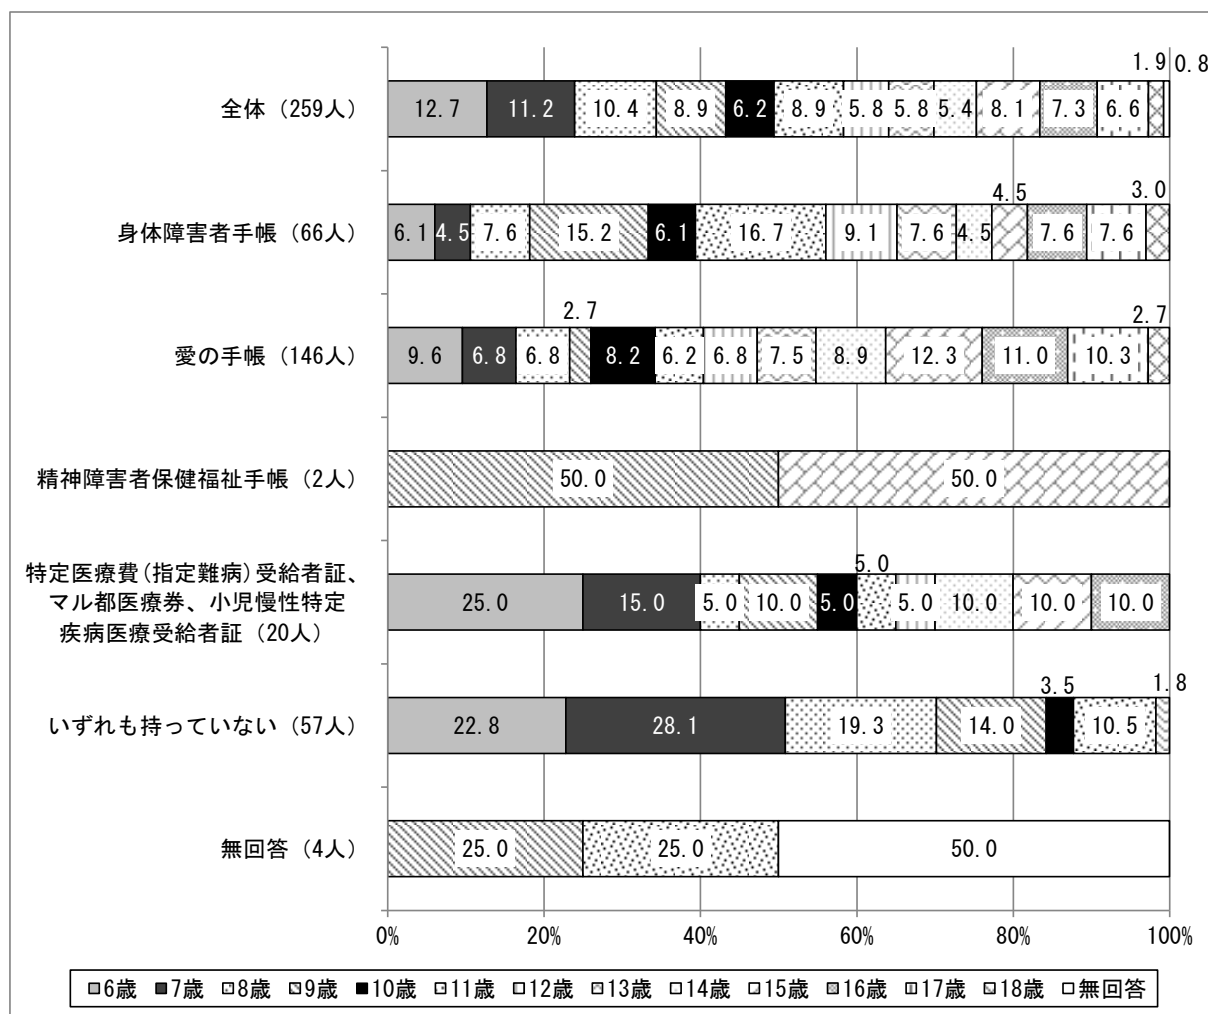 1.9 0.8
全体（259人） 12.7 11.2 10.4 8.9 6.2 8.9 5.8 5.8 5.4 8.1 7.3 6.6
4.5 3.0
身体障害者手帳（66人） 6.1 4.5 7.6 15.2 6.1 16.7 9.1 7.6 4.5 7.6 7.6
2.7 2.7
愛の手帳（146人） 9.6 6.8 6.8 8.2 6.2 6.8 7.5 8.9 12.3 11.0 10.3
精神障害者保健福祉手帳（2人） 50.0 50.0
5.0
特定医療費（指定難病）受給者証、
マル都医療券、小児慢性特定 25.0 15.0 5.0 10.0 5.0 5.0 10.0 10.0 10.0
疾病医療受給者証（20人）
3.5 1.8
いずれも持っていない（57人） 22.8 28.1 19.3 14.0 10.5
無回答（4人） 25.0 25.0 50.0
0% 20% 40% 60% 80% 100%
6歳 7歳 8歳 9歳 10歳 11歳 12歳 13歳 14歳 15歳 16歳 17歳 18歳 無回答